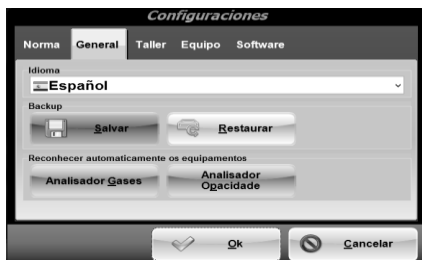 Configuraciones
Norma General Taller Equipo Software
Idioma
Español
Backup
Salvar Restaurar
Reconhecer automaticamente os equipamentos
Analisador Gases Analisador Opacidade
Ok Cancelar